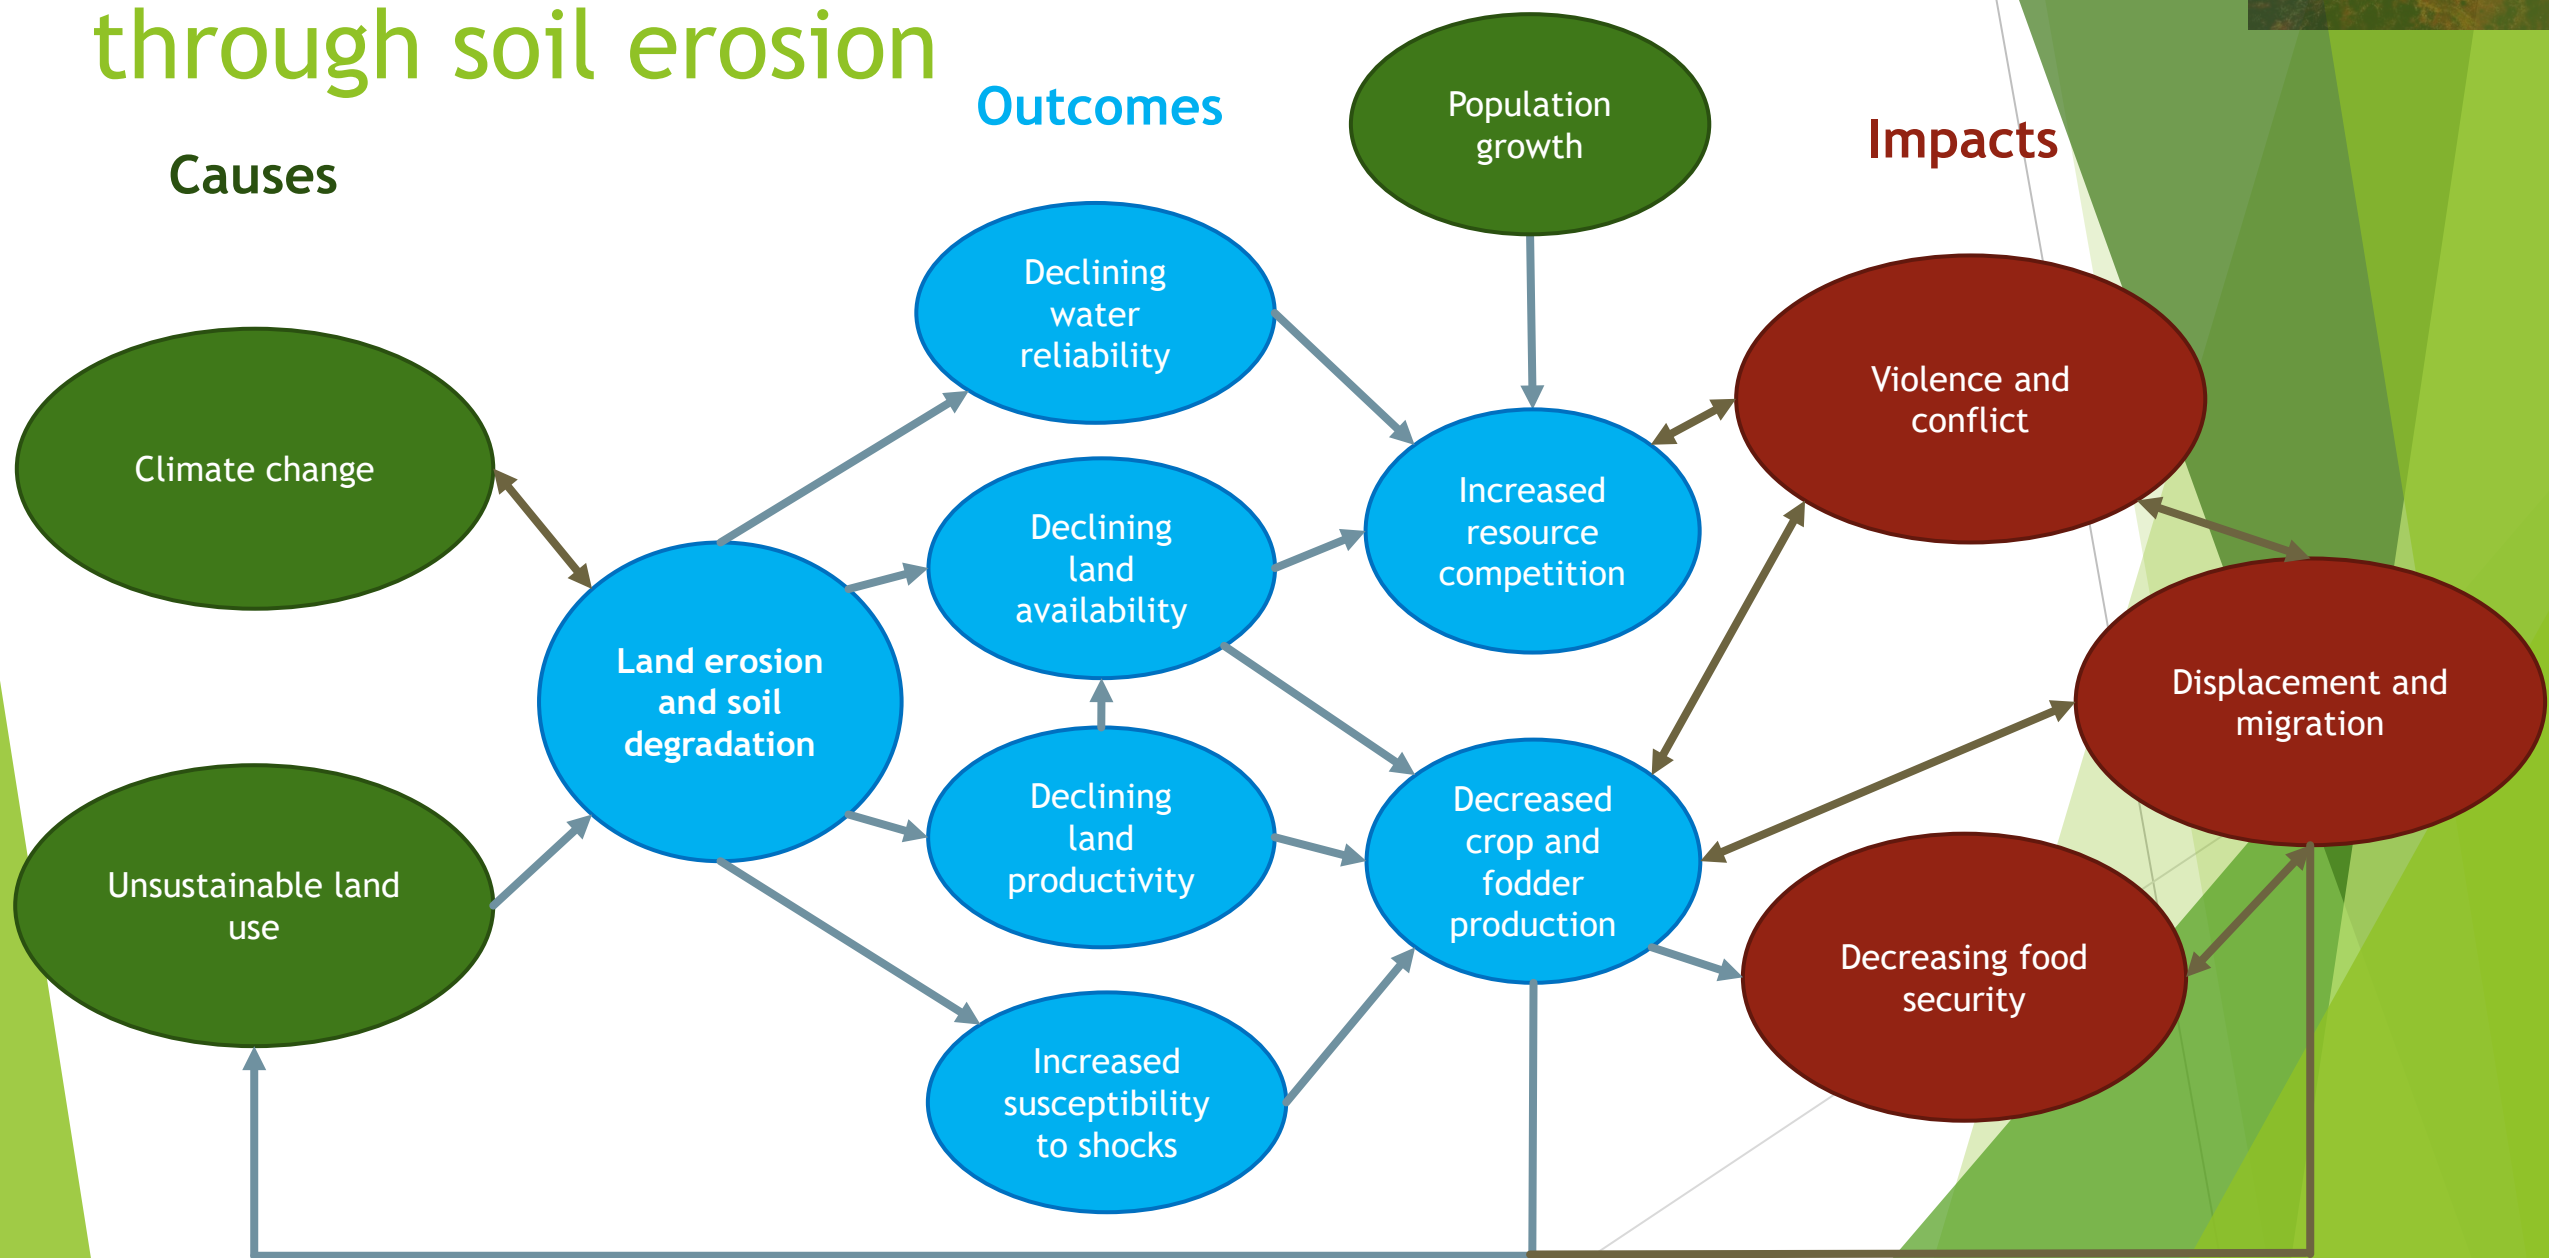 through soil erosion
Outcomes
Causes
Impacts
Population
growth
Declining
water
reliability
Climate change
Violence and
conflict
Increased
resource
competition
Declining
land
availability
Land erosion
and soil
degradation
Displacement and
migration
Declining
land
productivity
Decreased
crop and
fodder
production
Unsustainable land
use
Decreasing food
security
Increased
susceptibility
to shocks